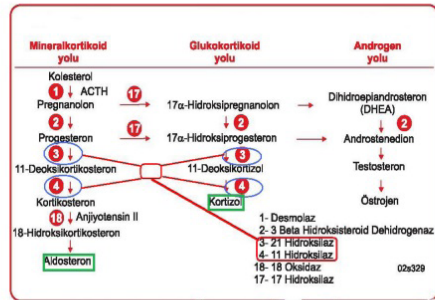 Mineralkortikoid yolu
Glukokortikoid yolu
Androgen yolu
Kolesterol
1 ACTH
Pregnanolon 17 17α-Hidroksipregnanolon
Dihidroepiandrosteron (DHEA)
2 2 2
Progesteron 17 17α-Hidroksiprogesteron Androstenedion
3 3
11-Deoksikortikosteron 11-Deoksikortizol Testosteron
4 4
Kortikosteron Kortizol Östrojen
18 Anjiyotensin II
18-Hidroksikortikosteron
Aldosteron
1- Desmolaz
2- 3 Beta Hidroksisteroid Dehidrogenaz
3- 21 Hidroksilaz
4- 11 Hidroksilaz
18- 18 Oksidaz
17- 17 Hidroksilaz
02s329